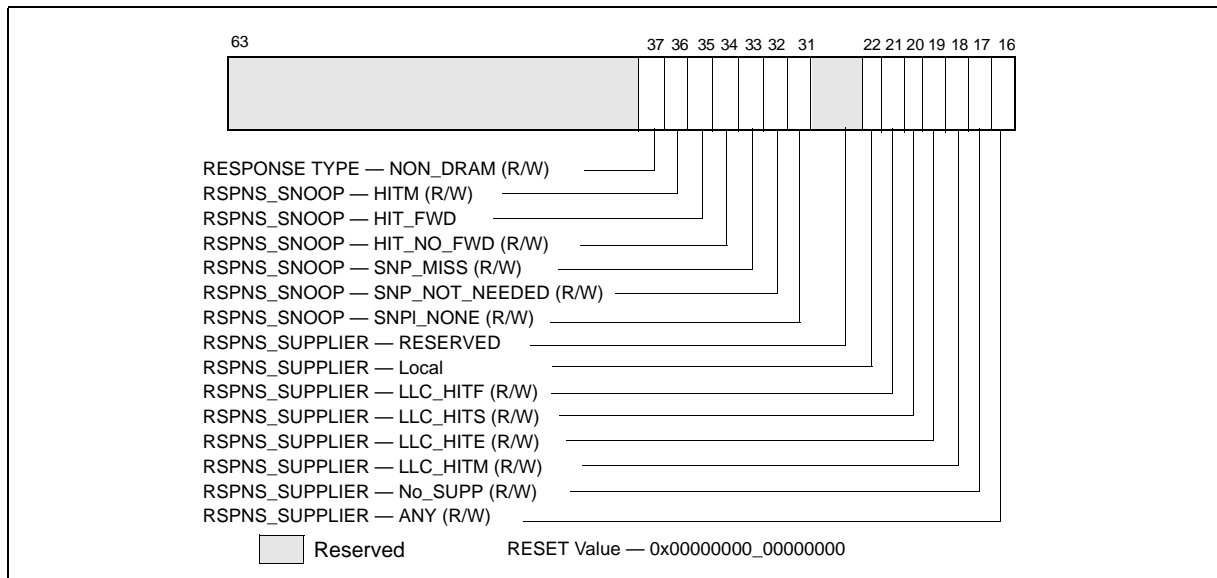 63 37 36 35 34 33 32 31 22 21 20 19 18 17 16
RESPONSE TYPE — NON_DRAM (R/W)
RSPNS_SNOOP — HITM (R/W)
RSPNS_SNOOP — HIT_FWD
RSPNS_SNOOP — HIT_NO_FWD (R/W)
RSPNS_SNOOP — SNP_MISS (R/W)
RSPNS_SNOOP — SNP_NOT_NEEDED (R/W)
RSPNS_SNOOP — SNPI_NONE (R/W)
RSPNS_SUPPLIER — RESERVED
RSPNS_SUPPLIER — Local
RSPNS_SUPPLIER — LLC_HITF (R/W)
RSPNS_SUPPLIER — LLC_HITS (R/W)
RSPNS_SUPPLIER — LLC_HITE (R/W)
RSPNS_SUPPLIER — LLC_HITM (R/W)
RSPNS_SUPPLIER — No_SUPP (R/W)
RSPNS_SUPPLIER — ANY (R/W)
Reserved RESET Value — 0x00000000_00000000